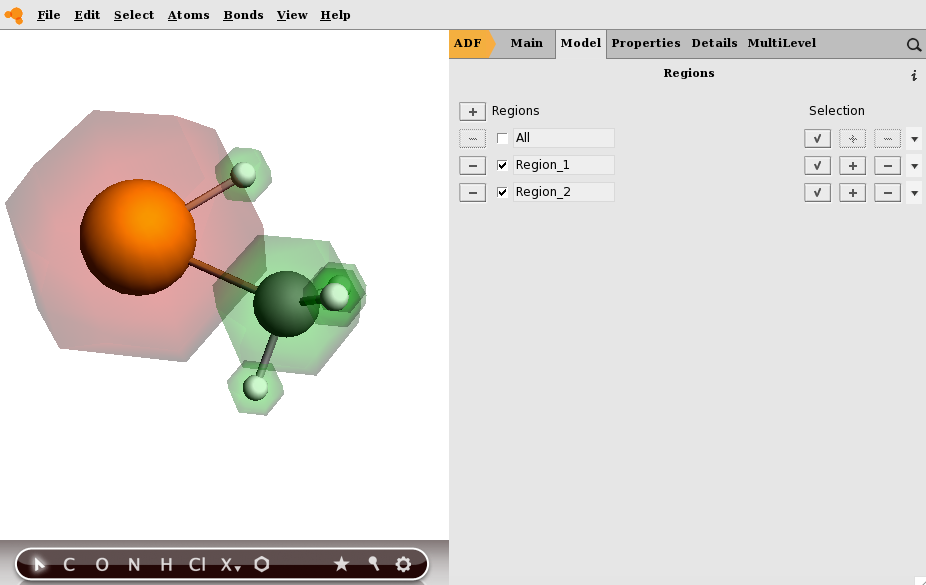 File Edit Select Atoms Bonds View Help
ADF Main Model Properties Details MultiLevel
Regions
i
+ Regions Selection
All
Region_1
Region_2
C O N H Cl X